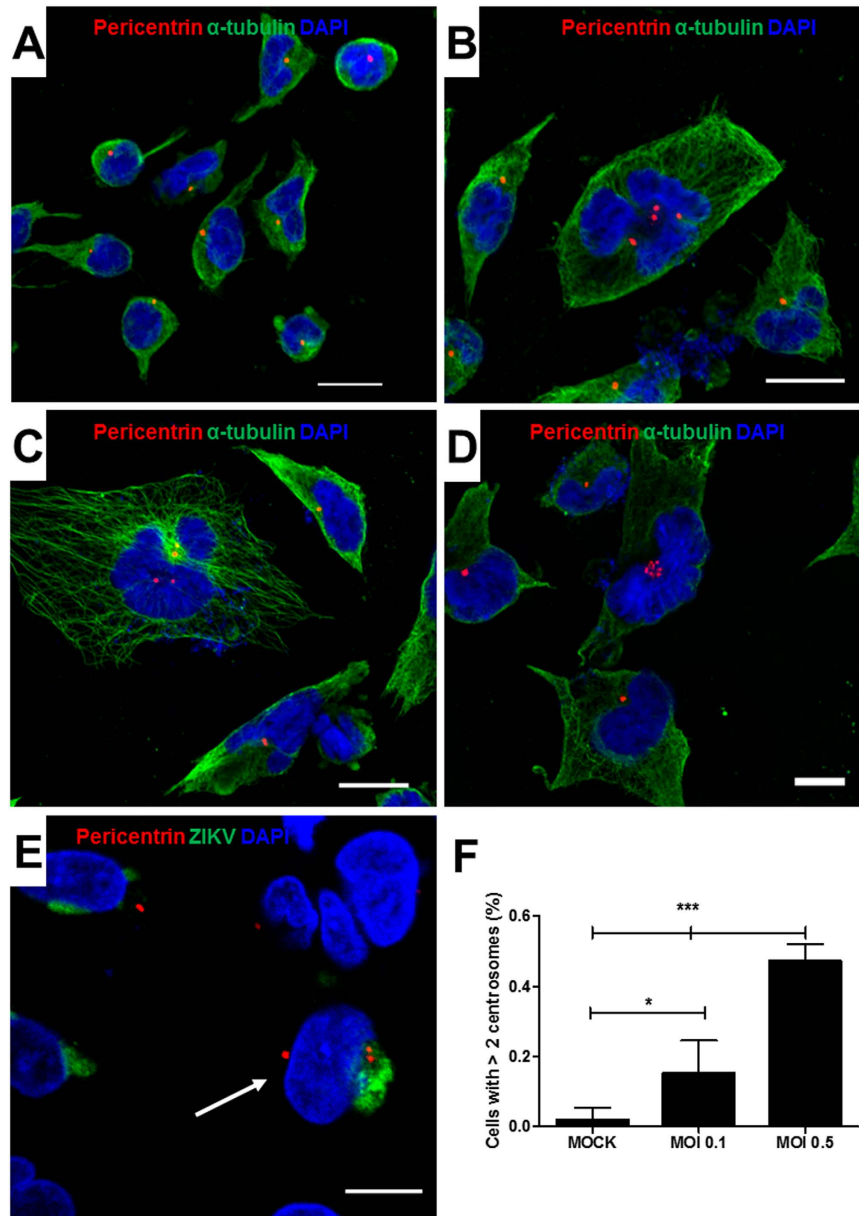 A
Pericentrin α-tubulin DAPI
B
Pericentrin α-tubulin DAPI
C
Pericentrin α-tubulin DAPI
D
Pericentrin α-tubulin DAPI
E
Pericentrin ZIKV DAPI
F
Cells with > 2 centrosomes (%)
0.6
0.4
0.2
0.0
***
*
MOCK MOI 0.1 MOI 0.5